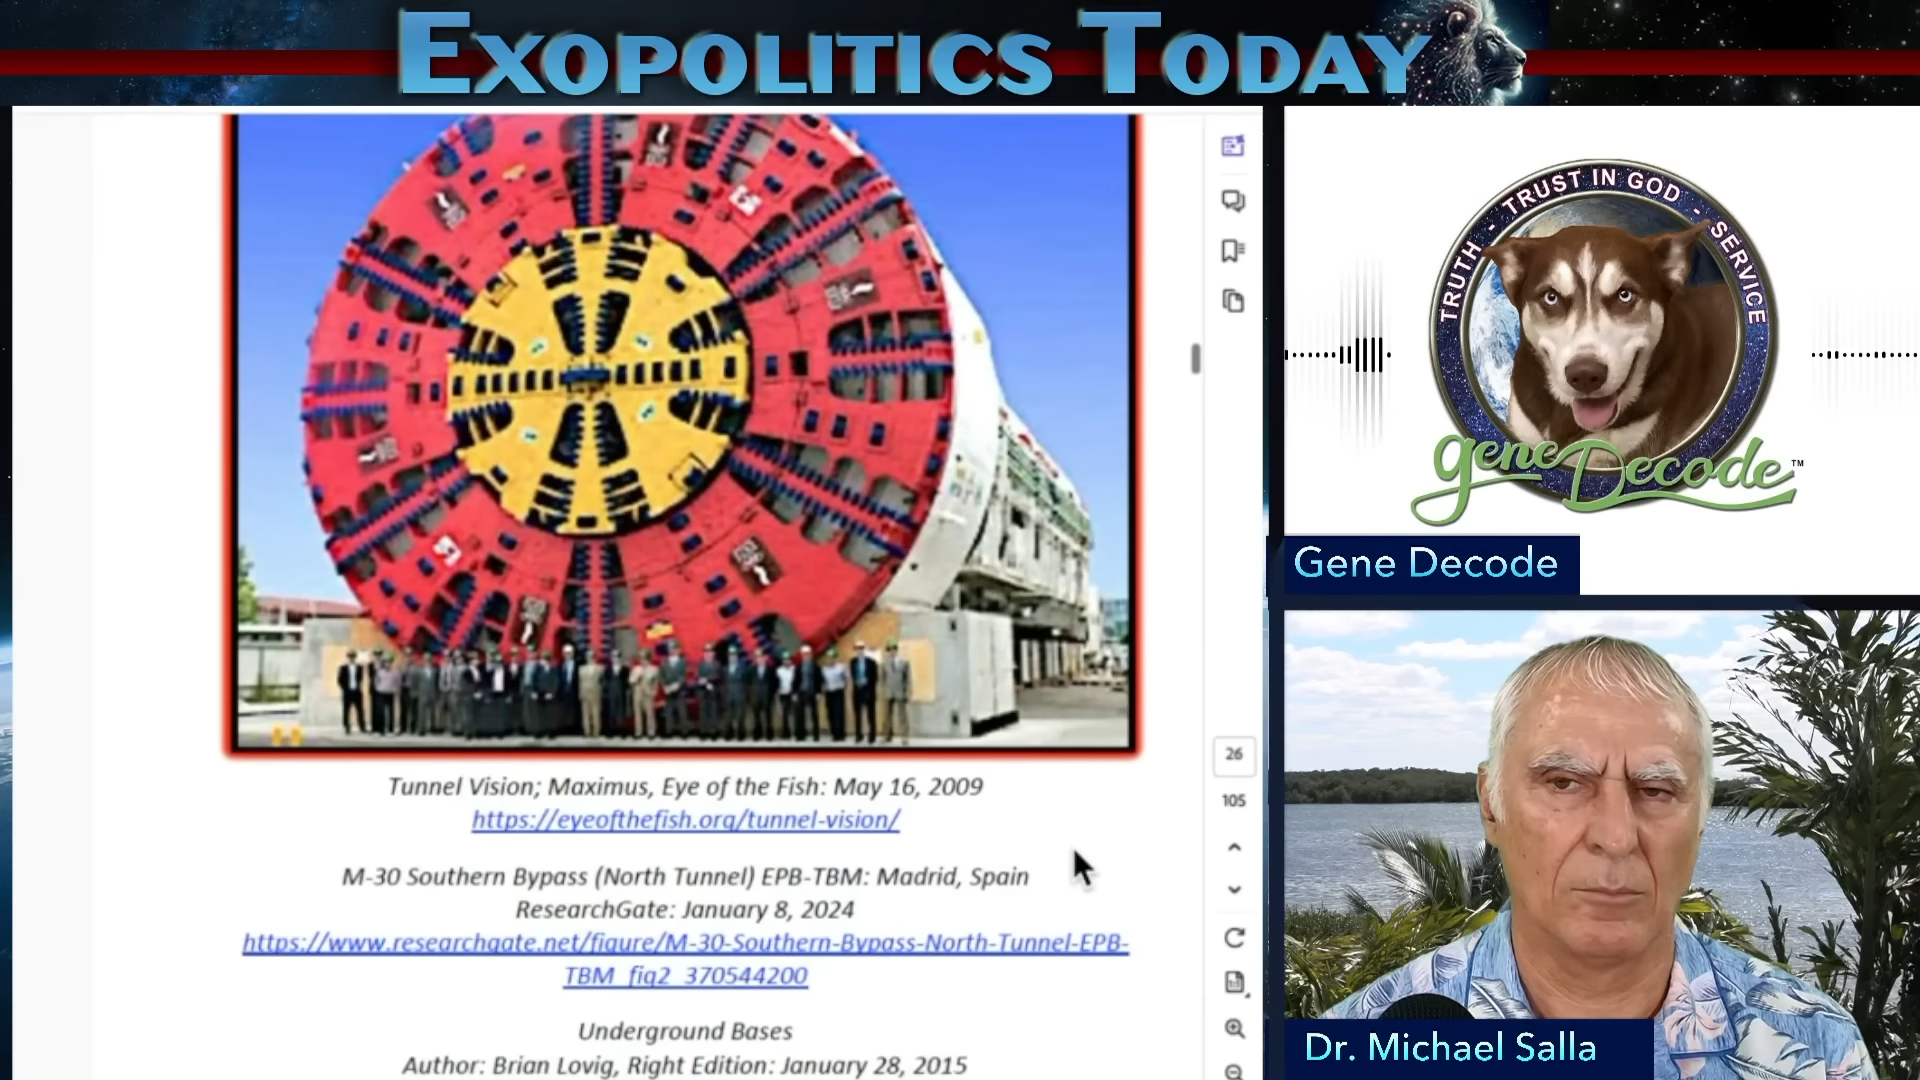 EXOPOLITICS TODAY
Tunnel Vision; Maximus, Eye of the Fish: May 16, 2009
https://eyeofthefish.org/tunnel-vision/
M-30 Southern Bypass (North Tunnel) EPB-TBM: Madrid, Spain
ResearchGate: January 8, 2024
https://www.researchgate.net/figure/M-30-Southern-Bypass-North-Tunnel-EPB-
TBM_fig2_370544200
Underground Bases
Author: Brian Lovig, Right Edition: January 28, 2015
26
105
TRUTH - TRUST IN GOD - SERVICE
gene Decode™
Gene Decode
Dr. Michael Salla